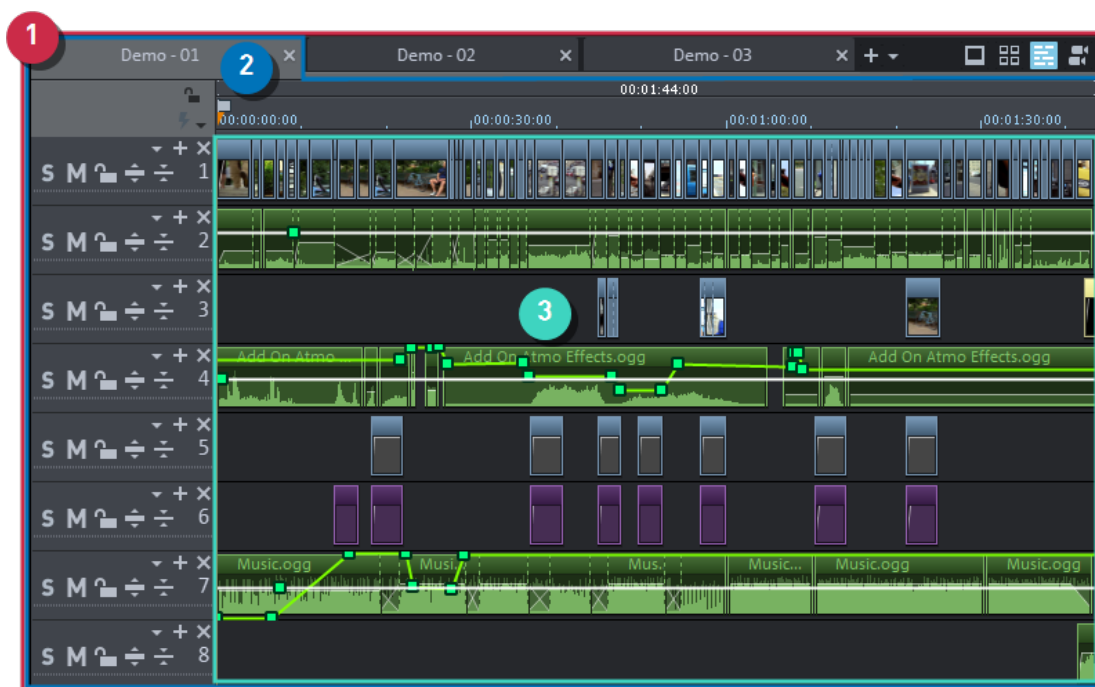 1
Demo - 01 × Demo - 02 × Demo - 03 × +
2
00:01:44:00
00:00:00:00 00:00:30:00 00:01:00:00 00:01:30:00
S M 1
S M 2
S M 3
3
Add On Atmo ... Add On Atmo Effects.ogg Add On Atmo Effects.ogg
S M 4
S M 5
S M 6
Music.ogg Musi... Mus... Music... Music.ogg Music.ogg
S M 7
S M 8